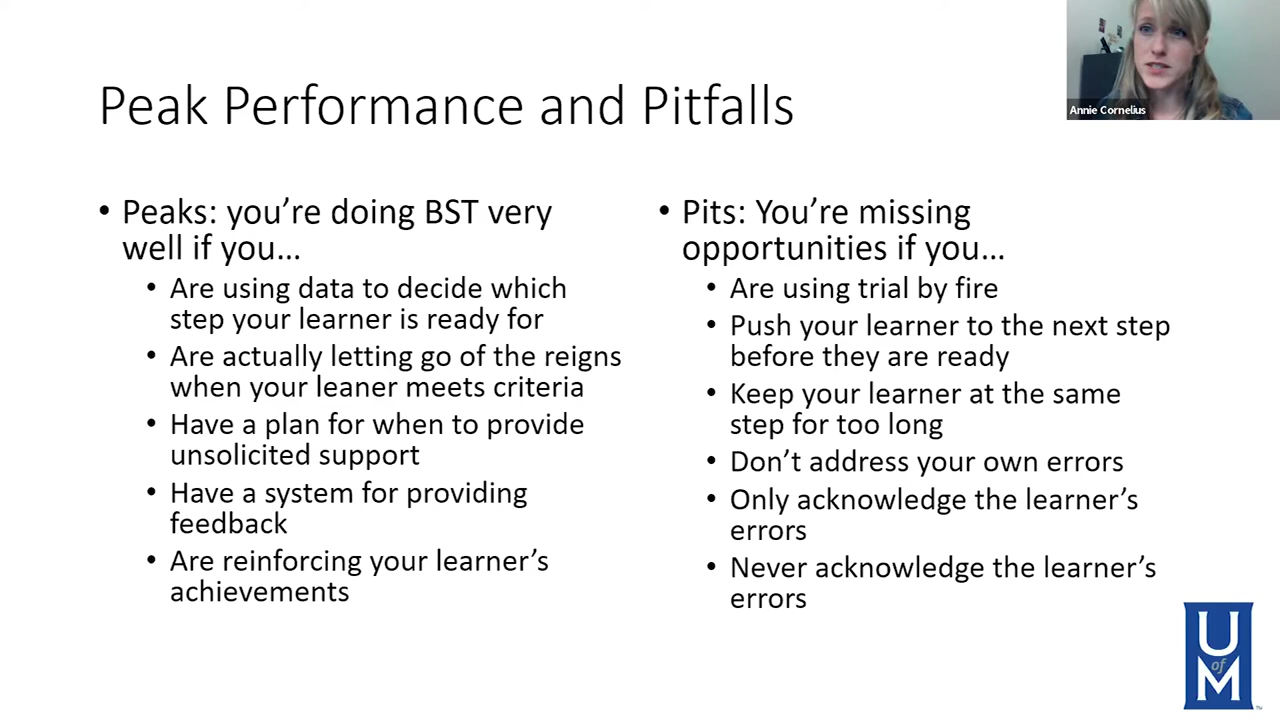 Peak Performance and Pitfalls
Annie Cornelius
• Peaks: you’re doing BST very
well if you…
• Are using data to decide which
step your learner is ready for
• Are actually letting go of the reigns
when your leaner meets criteria
• Have a plan for when to provide
unsolicited support
• Have a system for providing
feedback
• Are reinforcing your learner’s
achievements
• Pits: You’re missing
opportunities if you…
• Are using trial by fire
• Push your learner to the next step
before they are ready
• Keep your learner at the same
step for too long
• Don’t address your own errors
• Only acknowledge the learner’s
errors
• Never acknowledge the learner’s
errors
U
of
M
TM